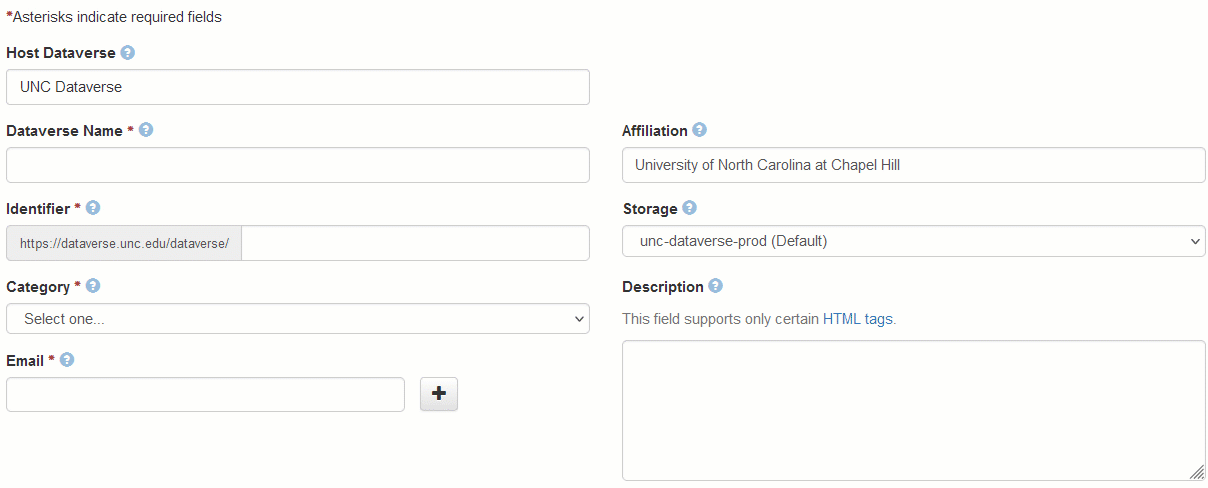 *Asterisks indicate required fields
Host Dataverse ?
UNC Dataverse
Dataverse Name * ?
Affiliation ?
University of North Carolina at Chapel Hill
Identifier * ?
https://dataverse.unc.edu/dataverse/
Storage ?
unc-dataverse-prod (Default)
Category * ?
Select one...
Description ?
This field supports only certain HTML tags.
Email * ?